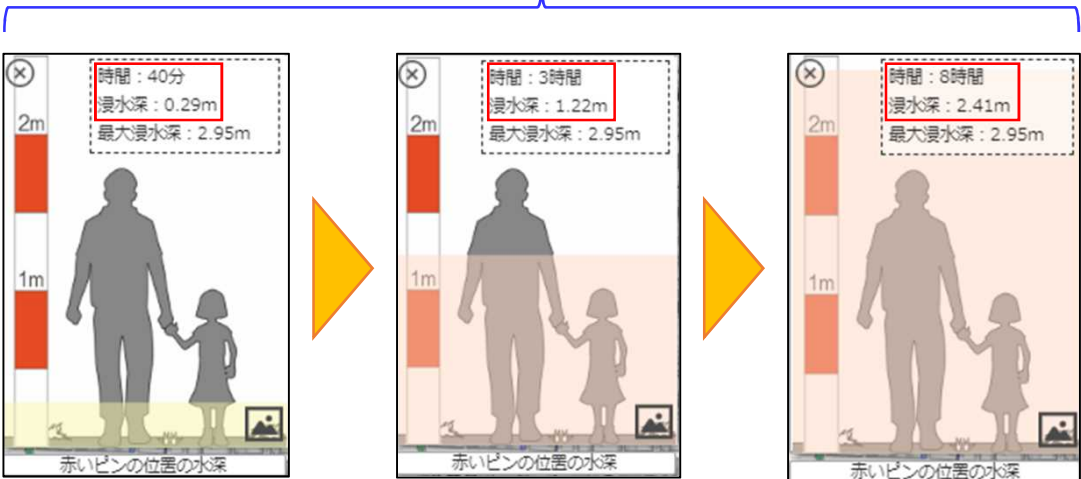 時間：40分
浸水深：0.29m
最大浸水深：2.95m
2m
1m
赤いピンの位置の水深
時間：3時間
浸水深：1.22m
最大浸水深：2.95m
2m
1m
赤いピンの位置の水深
時間：8時間
浸水深：2.41m
最大浸水深：2.95m
2m
1m
赤いピンの位置の水深